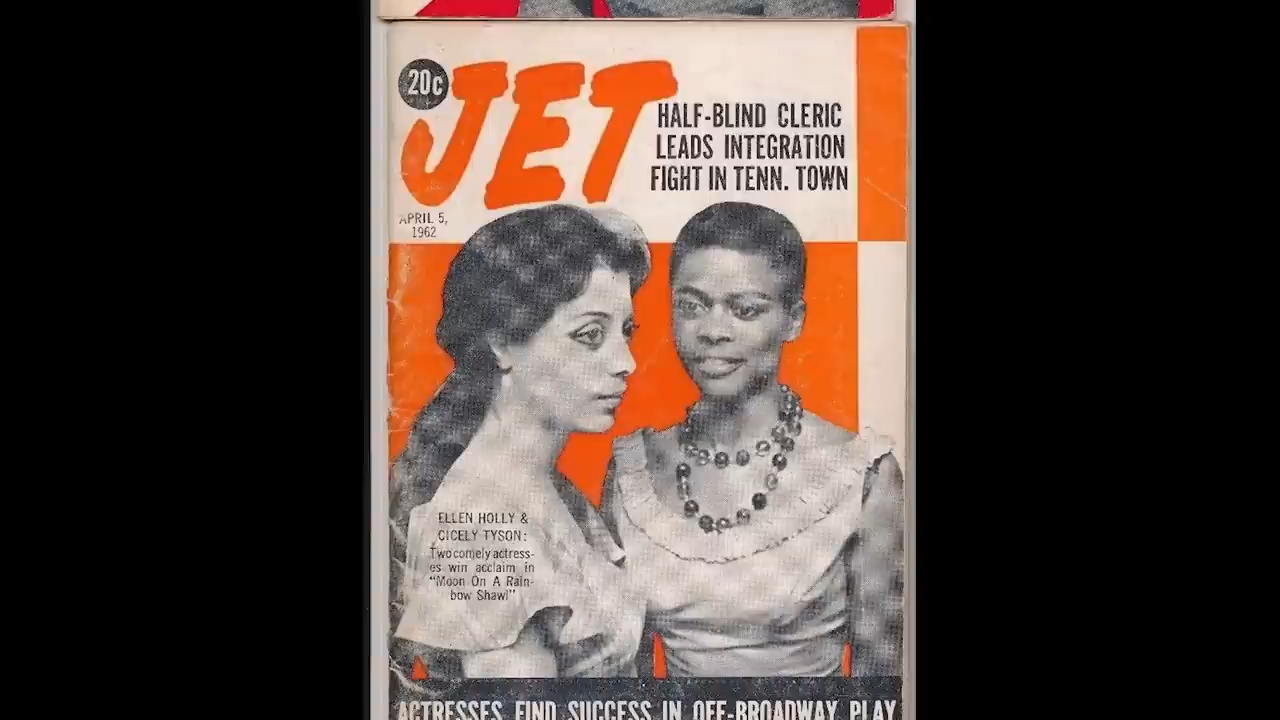 20c
JET
HALF-BLIND CLERIC
LEADS INTEGRATION
FIGHT IN TENN. TOWN
APRIL 5,
1962
ELLEN HOLLY &
CICELY TYSON:
Two comely actress-
es win acclaim in
"Moon On A Rain-
bow Shawl"
ACTRESSES FIND SUCCESS IN OFF-BROADWAY PLAY